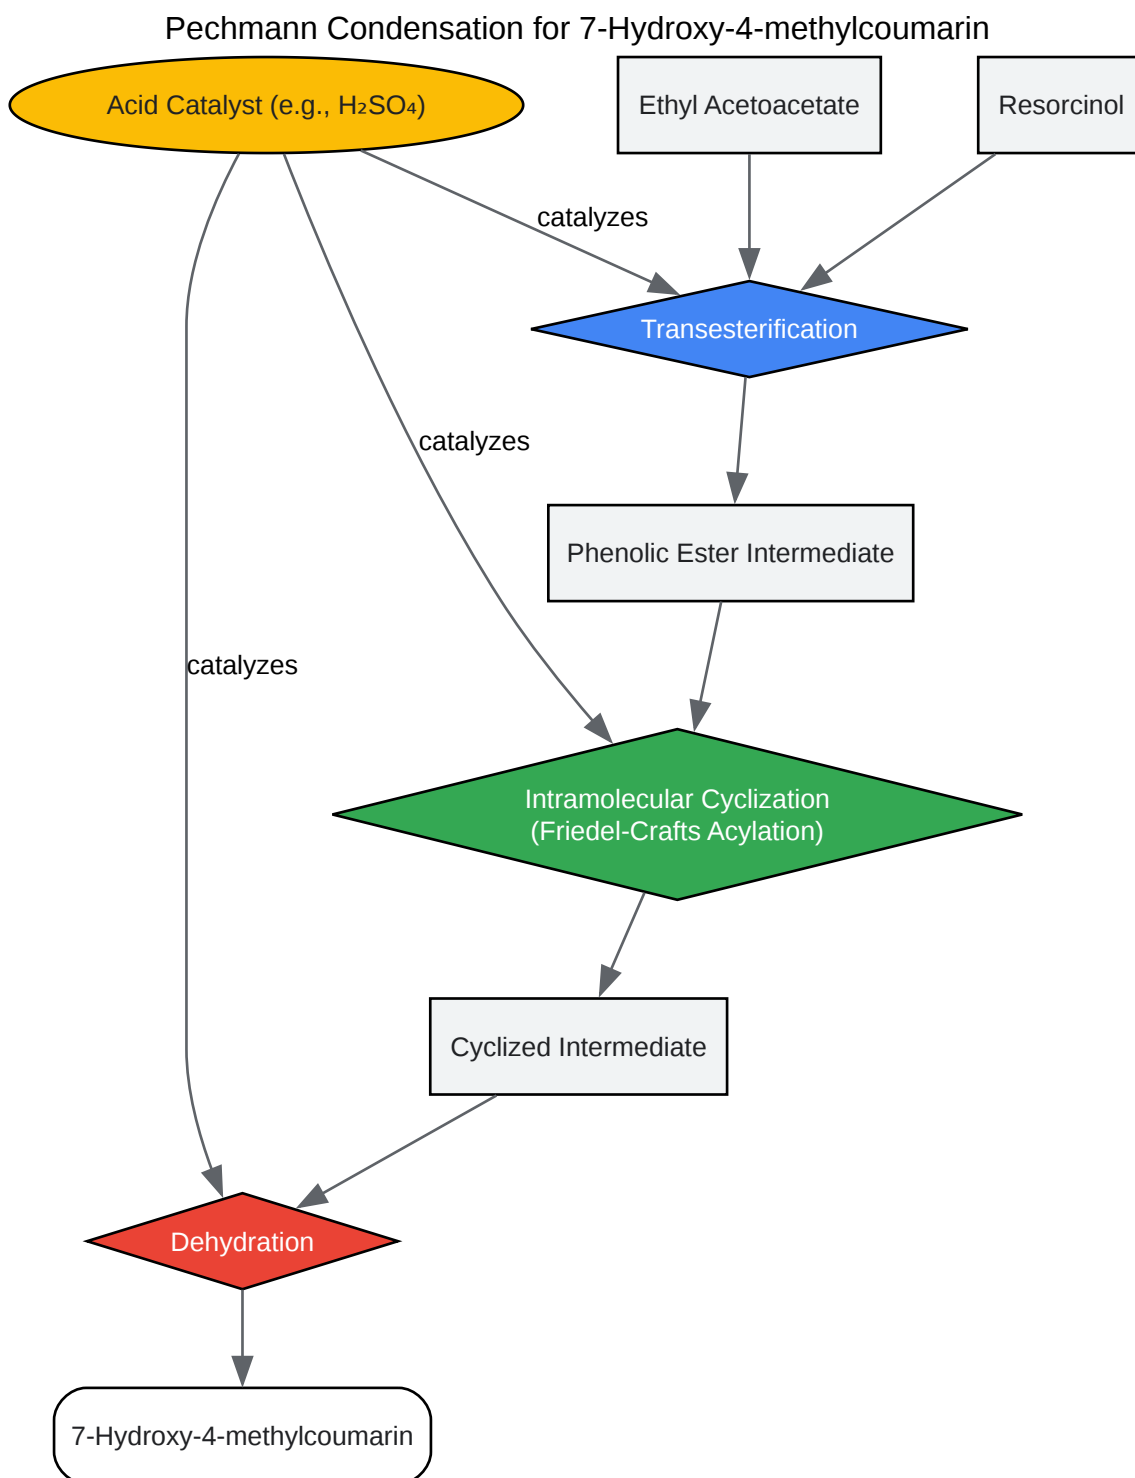 Pechmann Condensation for 7-Hydroxy-4-methylcoumarin
Acid Catalyst (e.g., H₂SO₄)
Ethyl Acetoacetate
Resorcinol
catalyzes
Transesterification
catalyzes
Phenolic Ester Intermediate
catalyzes
Intramolecular Cyclization
(Friedel-Crafts Acylation)
Cyclized Intermediate
Dehydration
7-Hydroxy-4-methylcoumarin